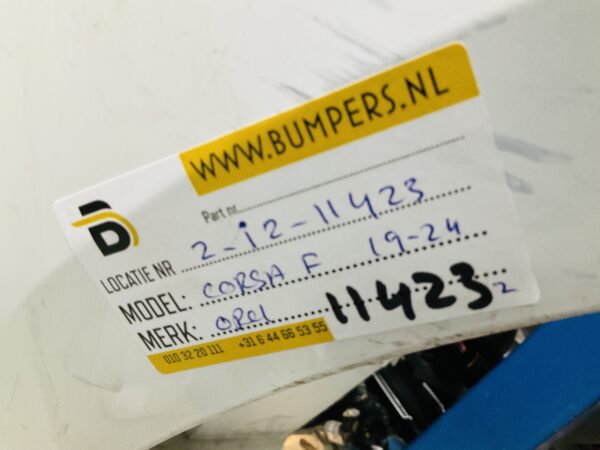 WWW.BUMPERS.NL
Part nr.
LOCATIE NR 2-12-11423
MODEL: CORSA F 19-24
MERK: OPEL 11423 2
010 32 20 111 +31 6 44 66 53 55